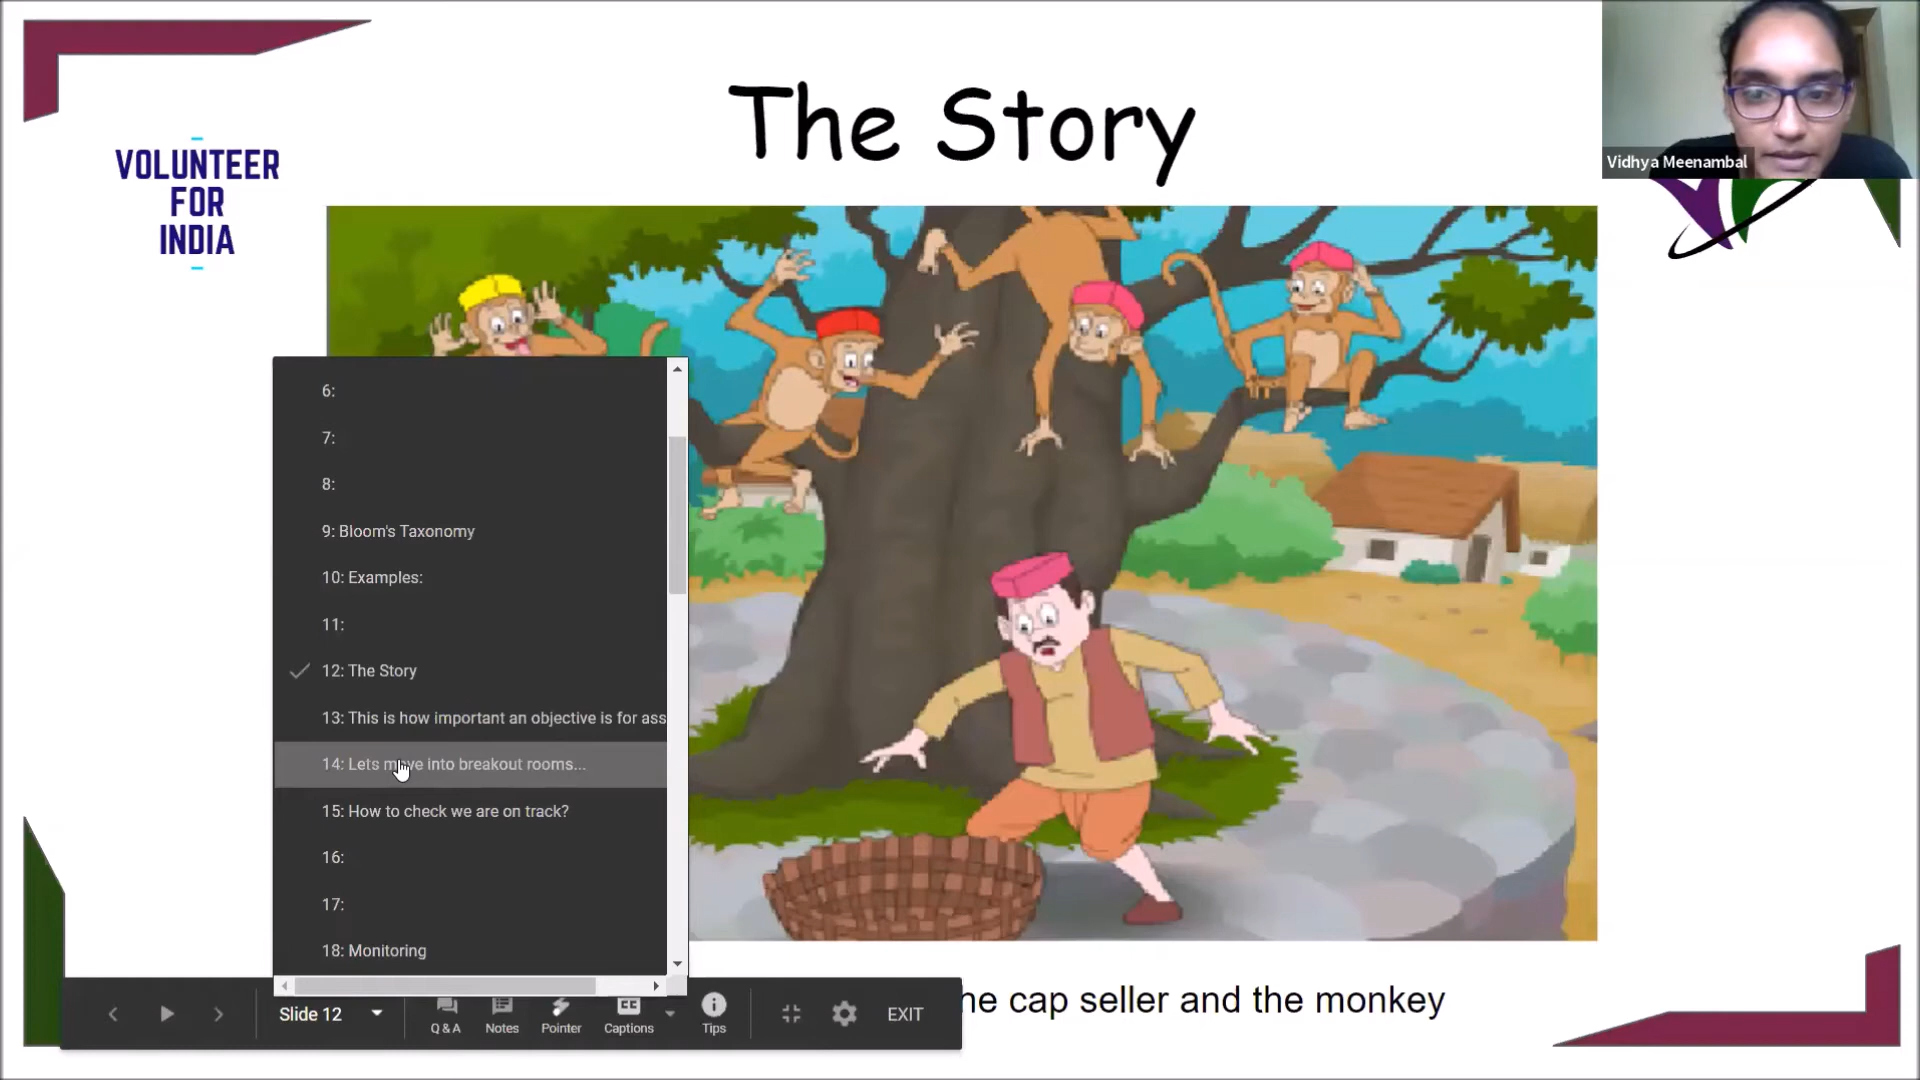 The Story
Vidhya Meenambal
VOLUNTEER
FOR
INDIA
6:
7:
8:
9: Bloom's Taxonomy
10: Examples:
11:
12: The Story
13: This is how important an objective is for ass
14: Lets move into breakout rooms...
15: How to check we are on track?
16:
17:
18: Monitoring
cap seller and the monkey
Slide 12
Q & A
Notes
Pointer
CC
Captions
Tips
EXIT